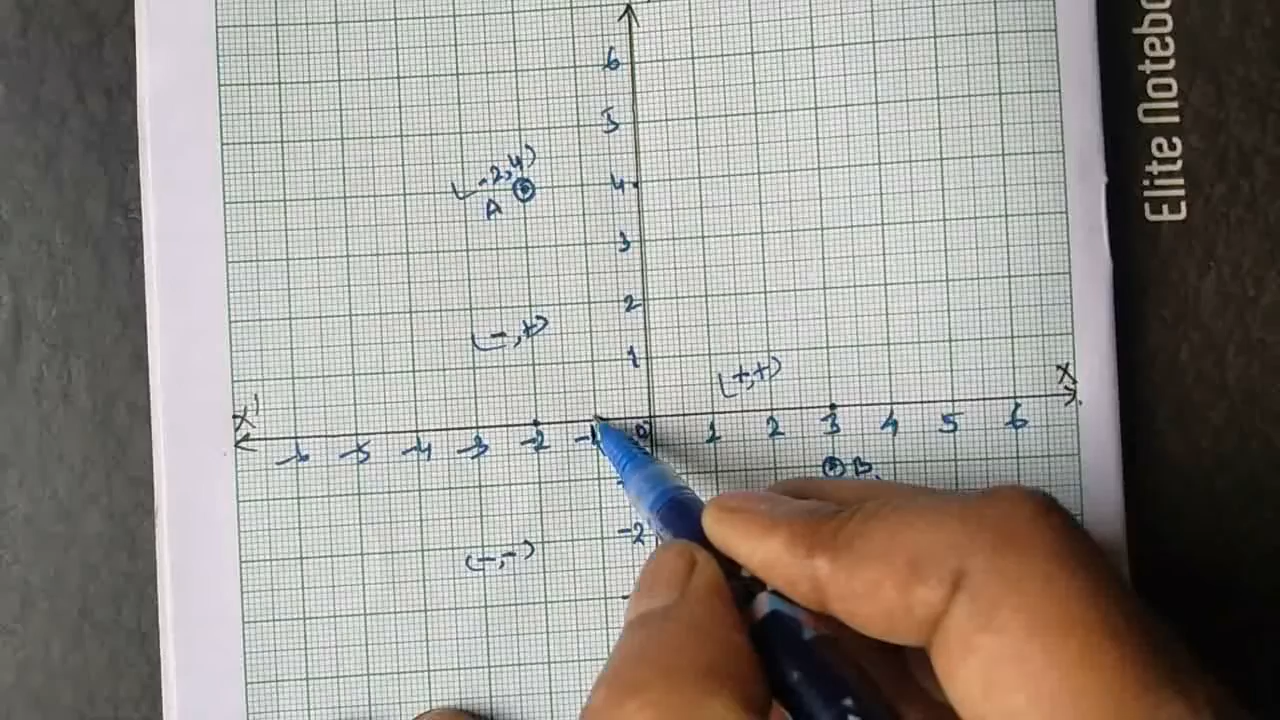 6
5
(-2,4)
A
4
3
2
(-,+)
1
(+,+)
X
X'
-6 -5 -4 -3 -2 -1 0 1 2 3 4 5 6
B
-2
(-,-)
Elite Notebo